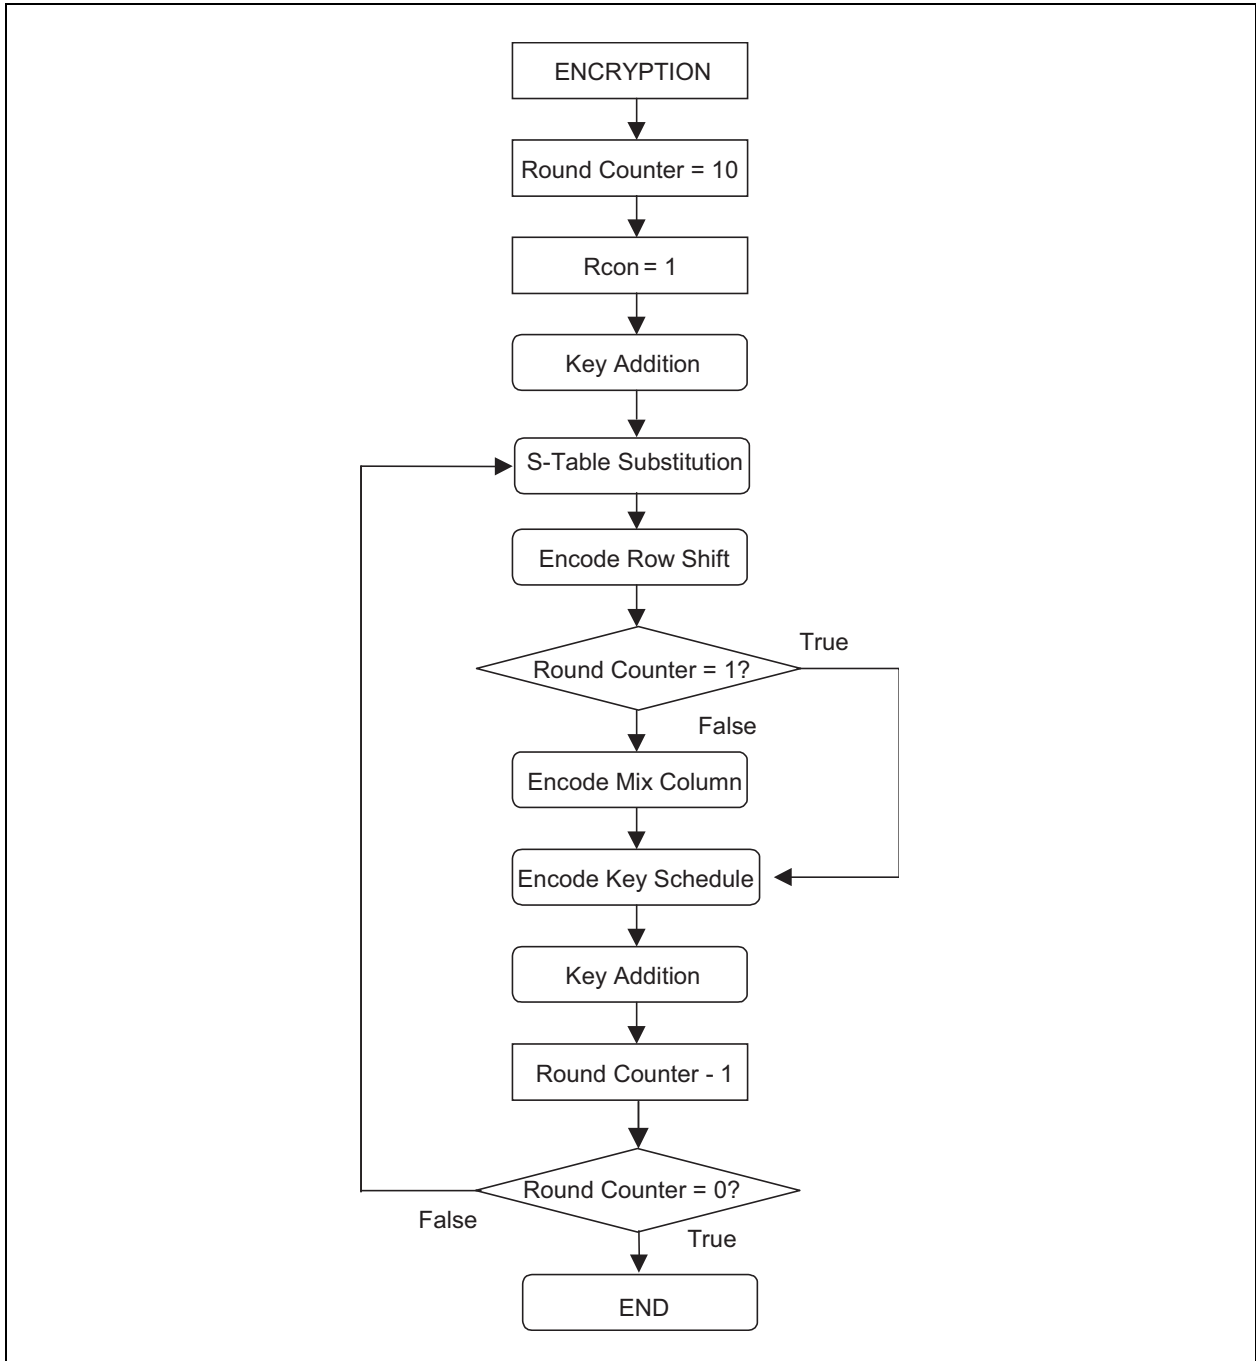 ENCRYPTION
Round Counter = 10
Rcon = 1
Key Addition
S-Table Substitution
Encode Row Shift
True
Round Counter = 1?
False
Encode Mix Column
Encode Key Schedule
Key Addition
Round Counter - 1
Round Counter = 0?
False
True
END